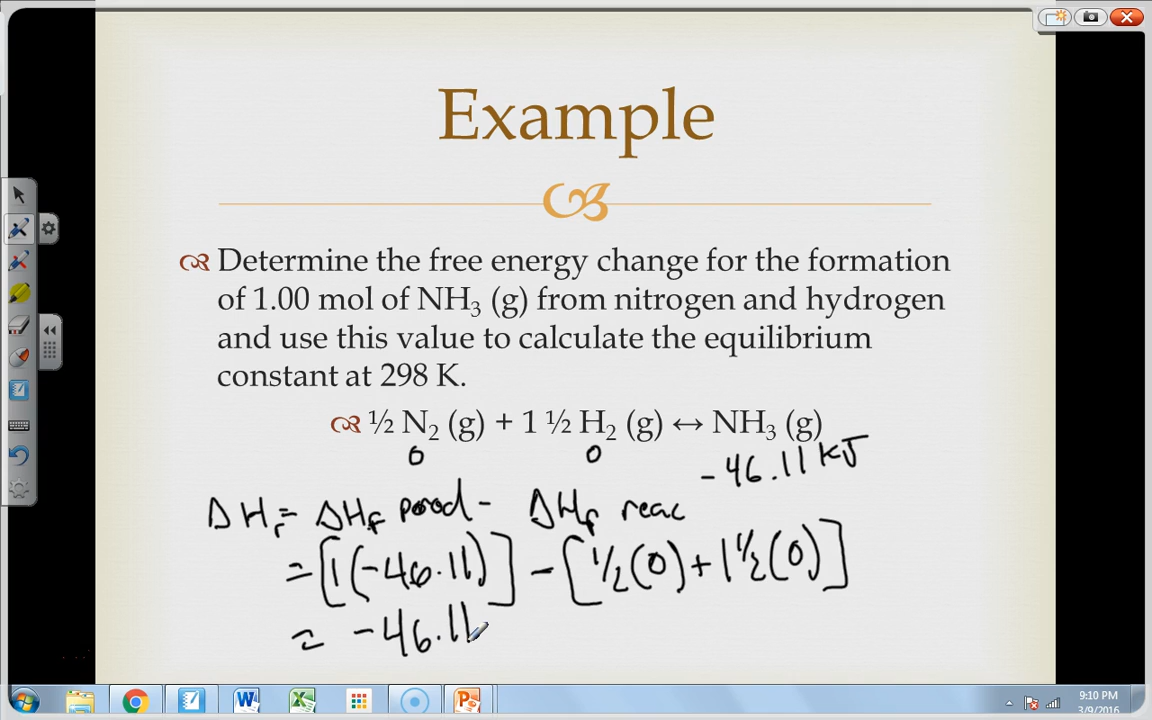 Example
Determine the free energy change for the formation
of 1.00 mol of NH₃ (g) from nitrogen and hydrogen
and use this value to calculate the equilibrium
constant at 298 K.
½ N₂ (g) + 1 ½ H₂ (g) ↔ NH₃ (g)
0 0 -46.11 KJ
ΔHr = ΔHf prod - ΔHf reac
= [1(-46.11)] - [1/2(0) + 1 1/2(0)]
= -46.11
9:10 PM
3/9/2016